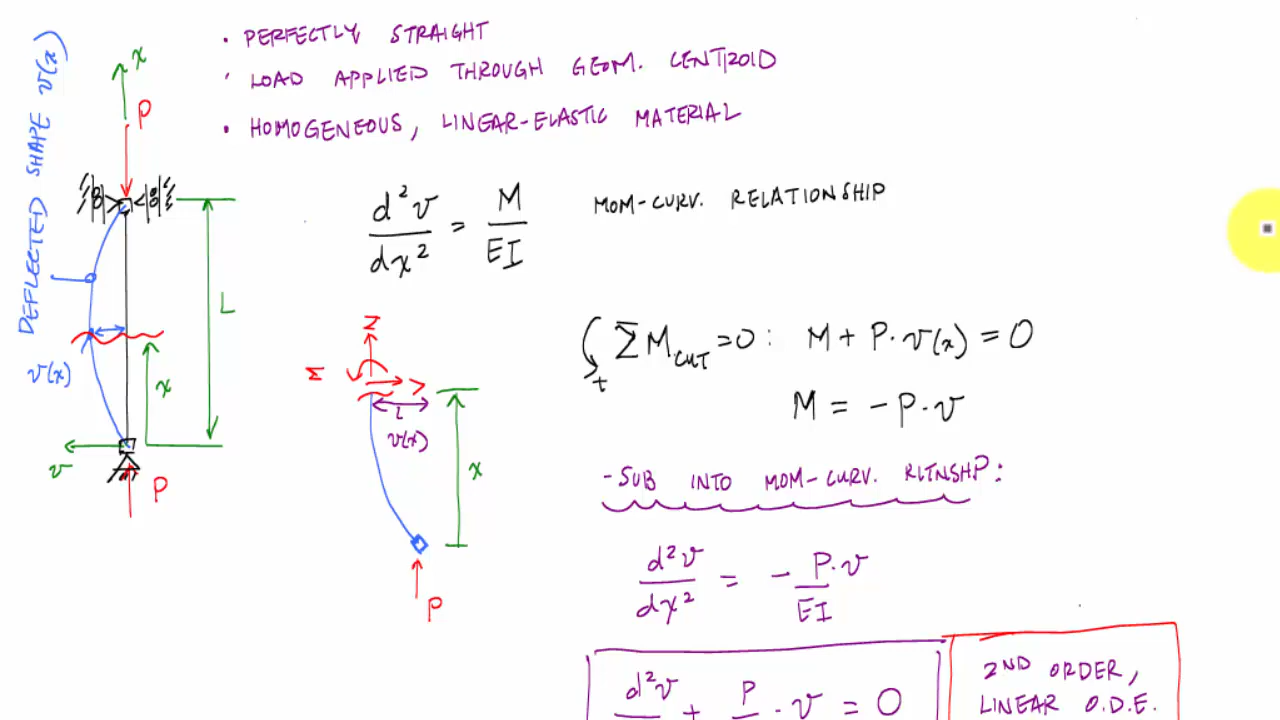 • PERFECTLY STRAIGHT
• LOAD APPLIED THROUGH GEOM. CENTROID
• HOMOGENEOUS, LINEAR-ELASTIC MATERIAL
DEFLECTED SHAPE v(x)
x
P
L
v(x)
x
v
P
d²v/dx² = M/EI
MOM-CURV. RELATIONSHIP
N
M
V
v(x)
x
P
+ ΣM_CUT = 0: M + P·v(x) = 0
M = -P·v
-SUB INTO MOM-CURV. RLTNSHP:
d²v/dx² = -P·v/EI
d²v + P · v = 0
2ND ORDER,
LINEAR O.D.E.